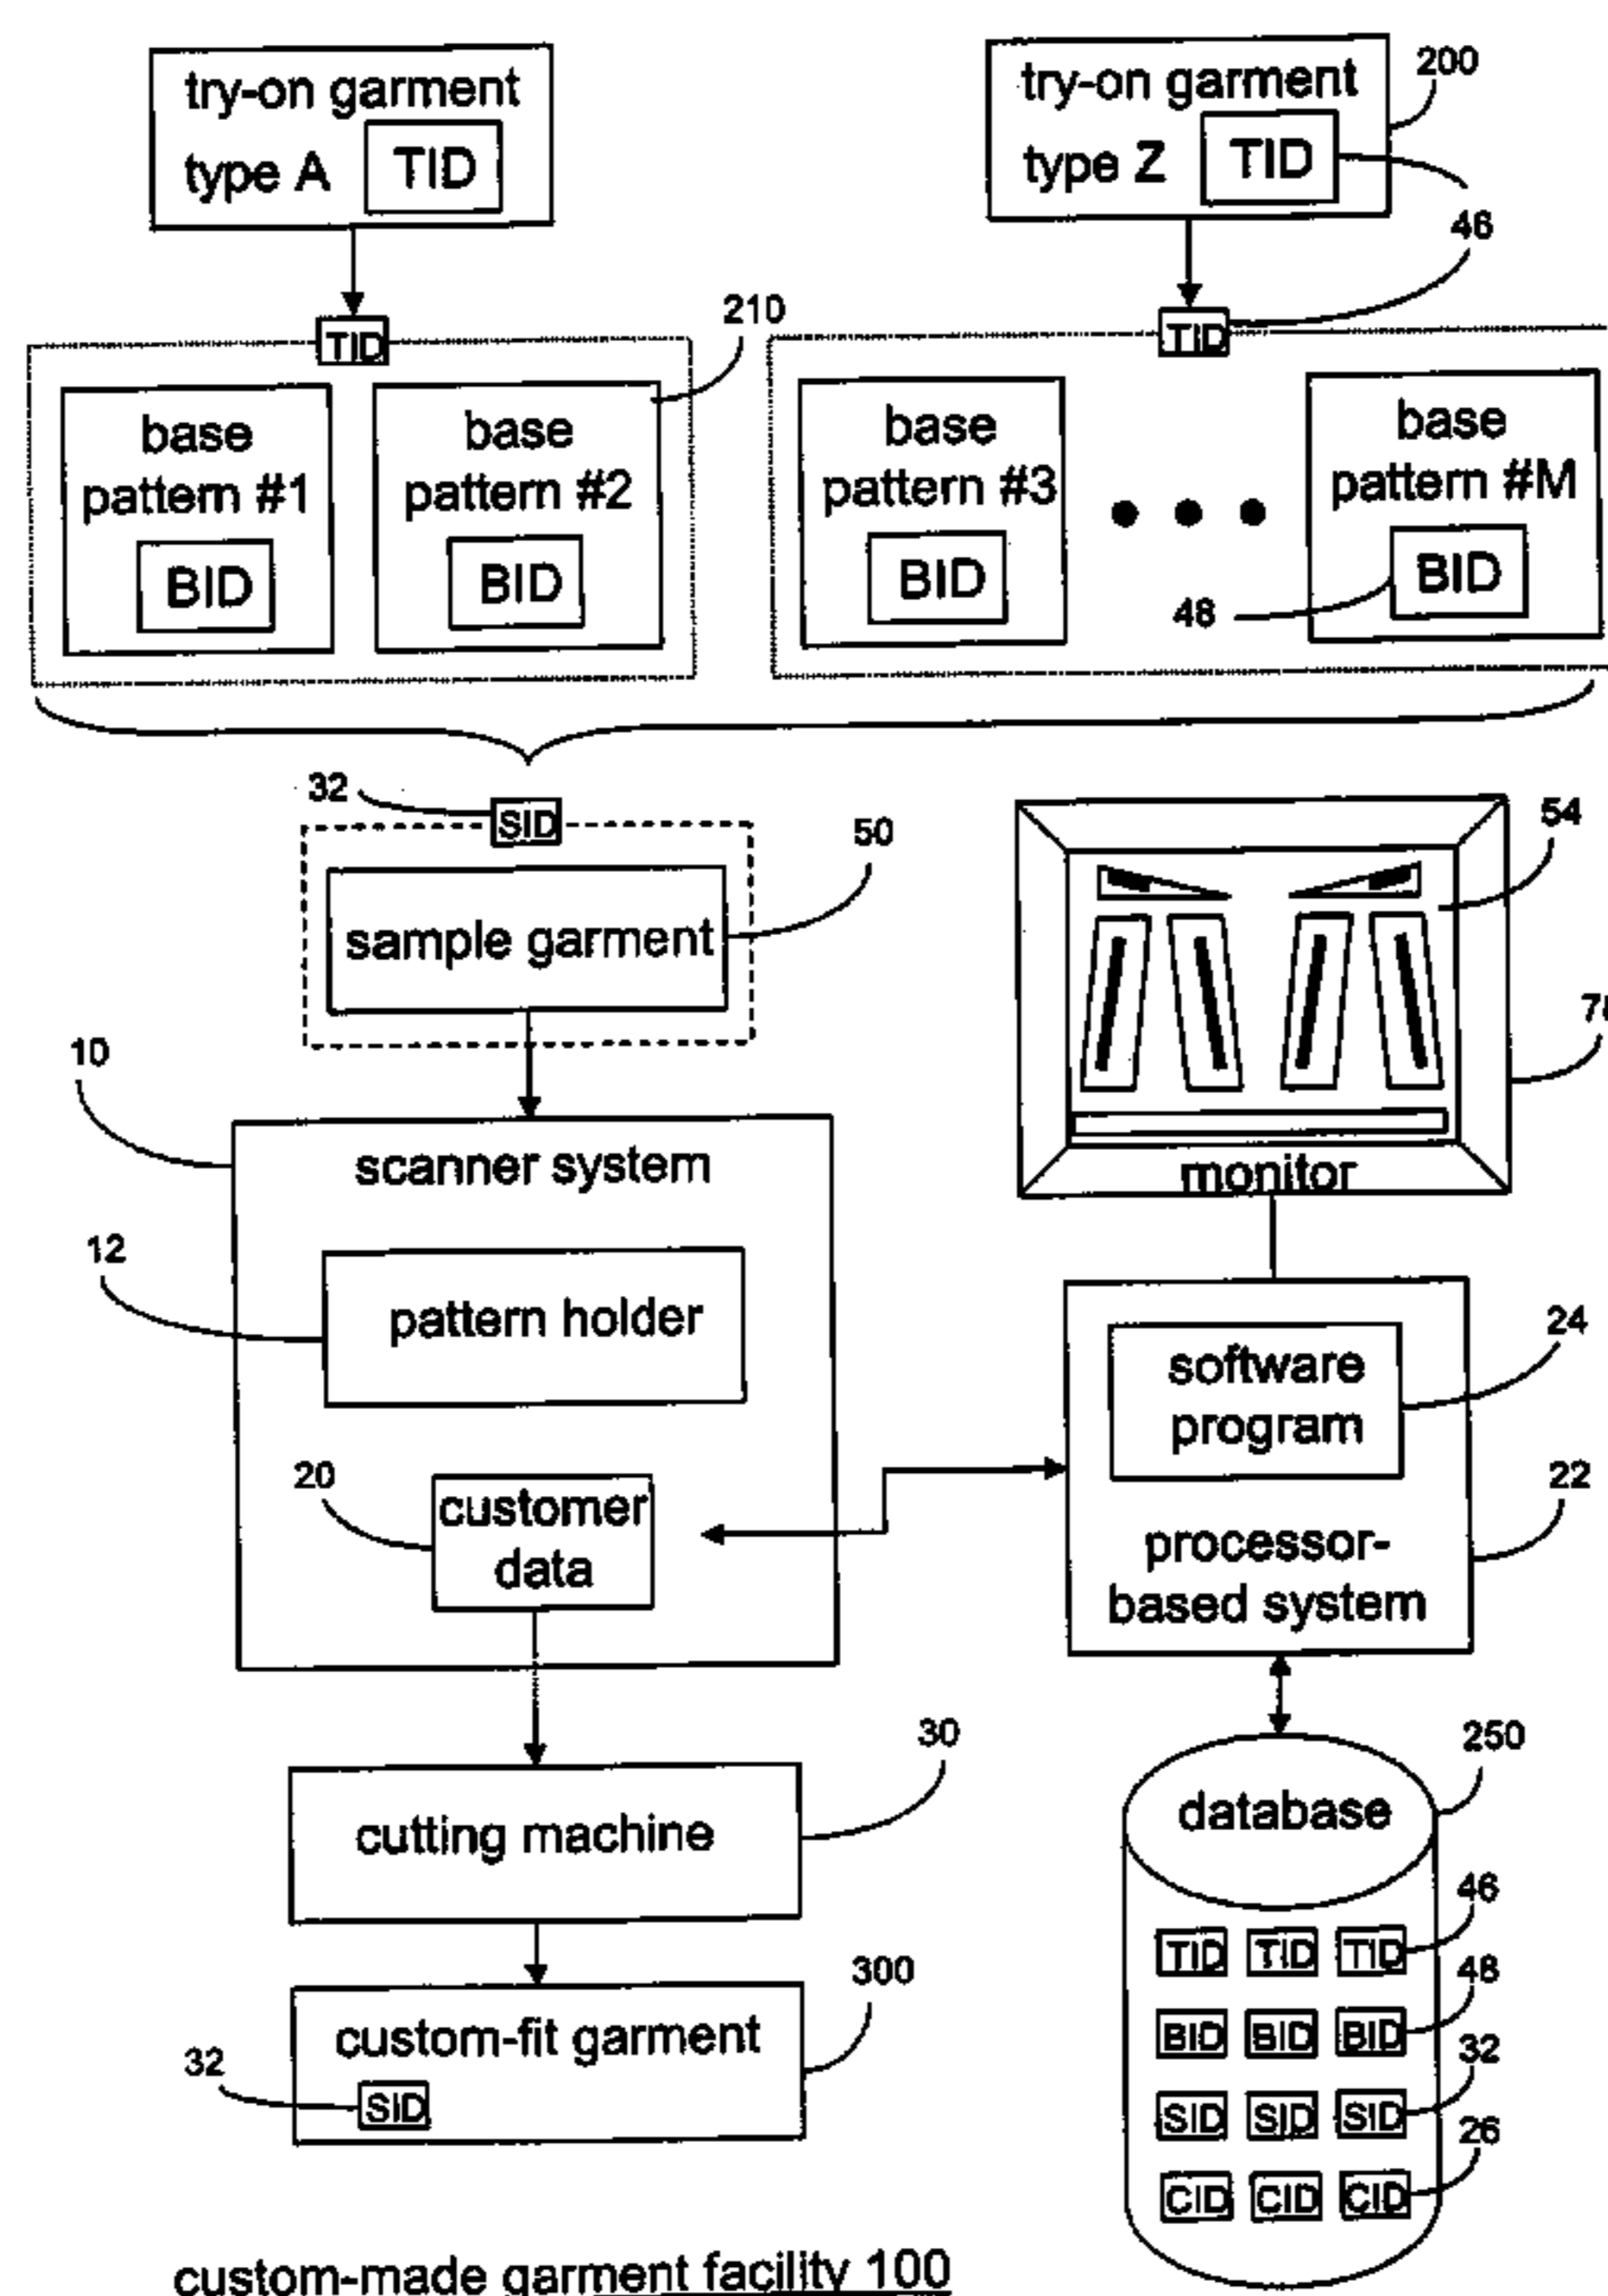 try-on garment
type A
TID
try-on garment
type Z
TID
200
46
TID
210
TID
base
pattern #1
BID
base
pattern #2
BID
base
pattern #3
BID
base
pattern #M
BID
48
32
SID
50
sample garment
54
10
scanner system
monitor
12
pattern holder
24
software
program
20
customer
data
22
processor-
based system
30
cutting machine
250
database
46
TID TID TID
48
BID BID BID
32
SID SID SID
26
CID CID CID
300
custom-fit garment
32
SID
custom-made garment facility 100